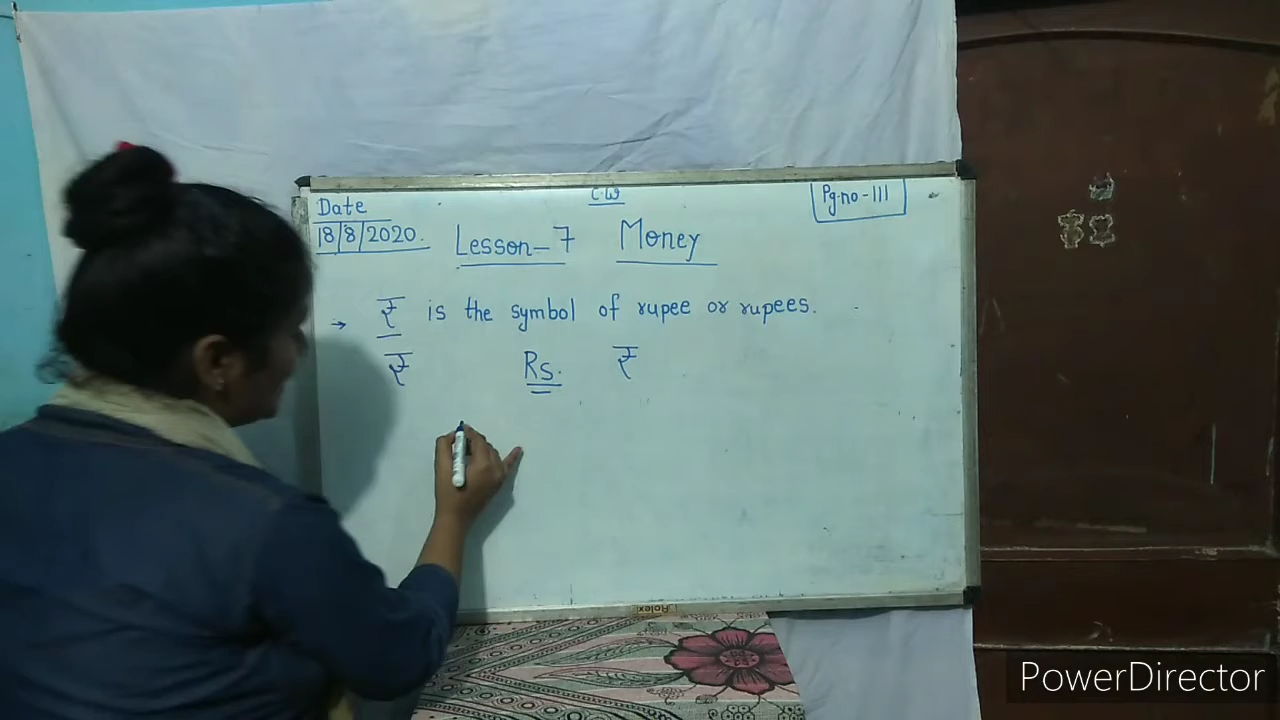 C.W
Date
Pg.no-111
18/8/2020.
Lesson-7 Money
→ ₹ is the symbol of rupee or rupees.
₹ Rs. ₹
Rolex
PowerDirector